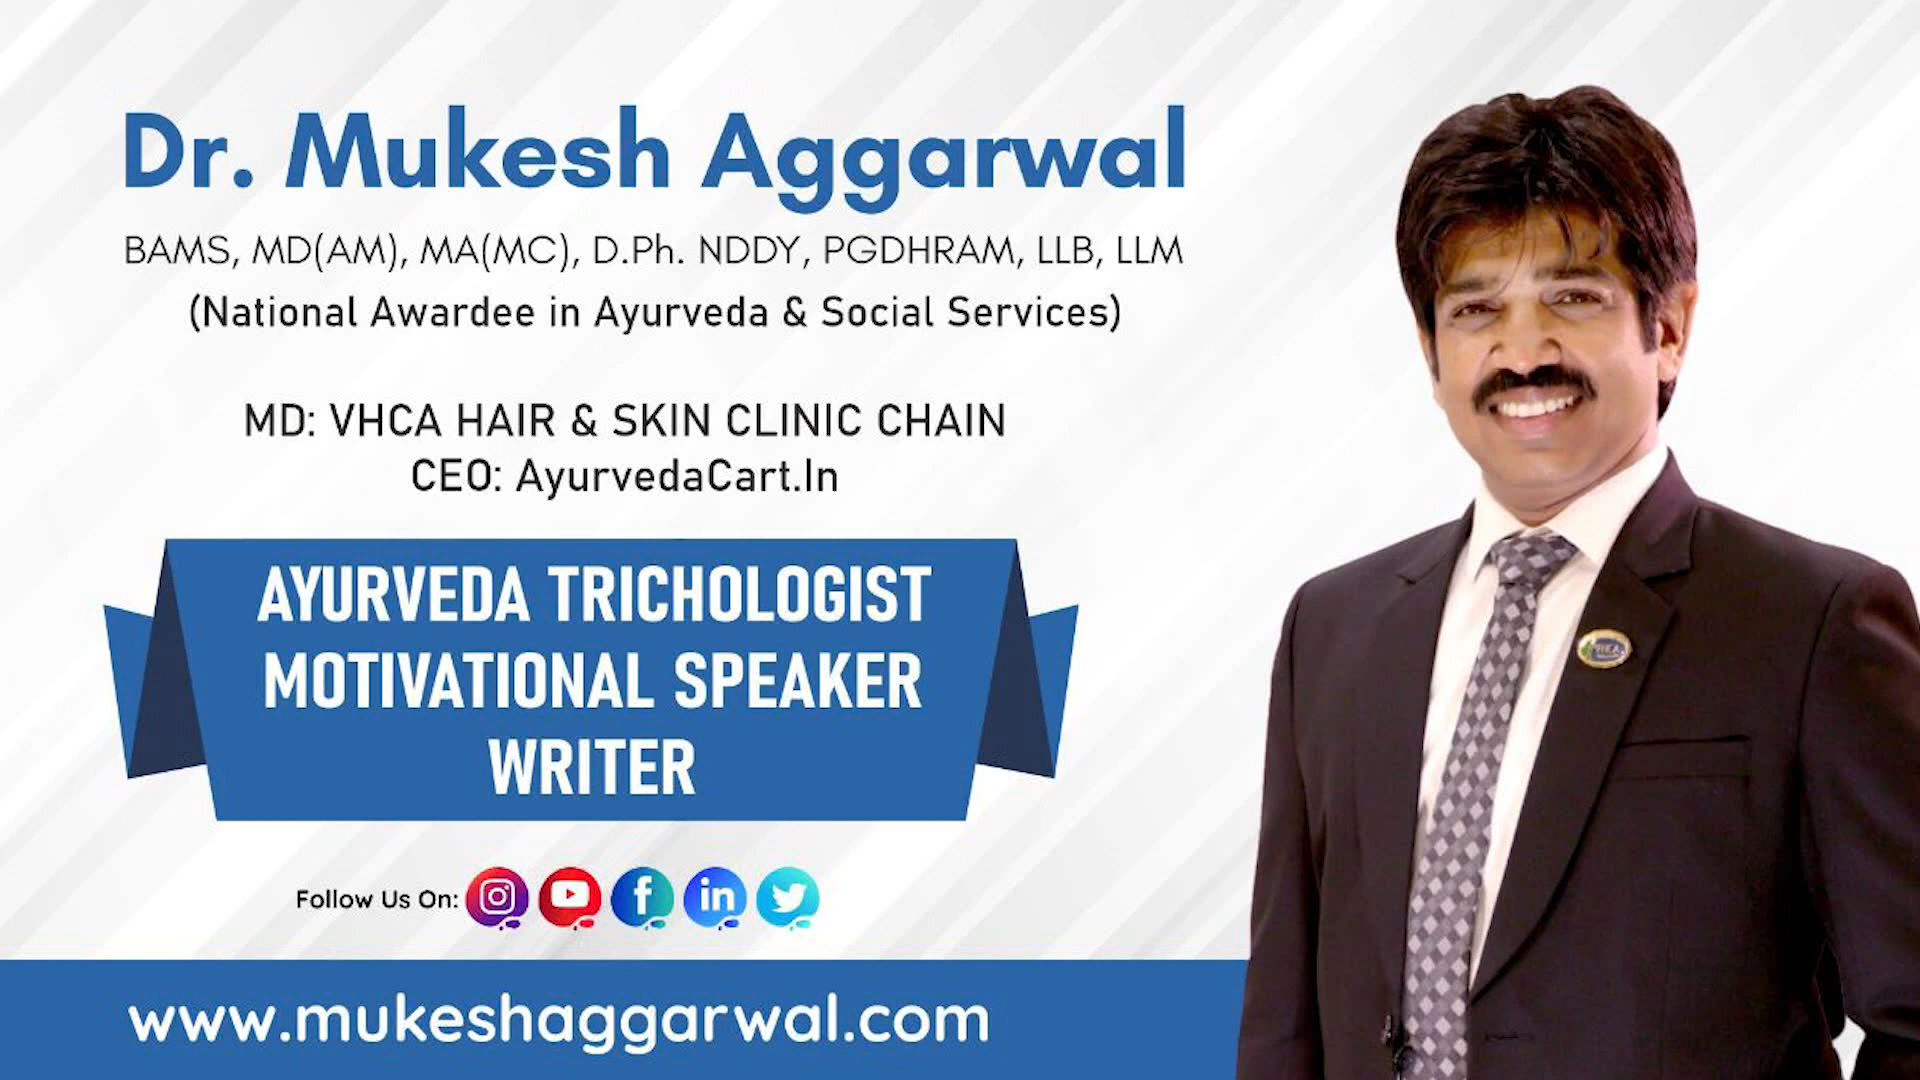 Dr. Mukesh Aggarwal
BAMS, MD(AM), MA(MC), D.Ph. NDDY, PGDHRAM, LLB, LLM
(National Awardee in Ayurveda & Social Services)
MD: VHCA HAIR & SKIN CLINIC CHAIN
CEO: AyurvedaCart.In
AYURVEDA TRICHOLOGIST
MOTIVATIONAL SPEAKER
WRITER
Follow Us On:
www.mukeshaggarwal.com